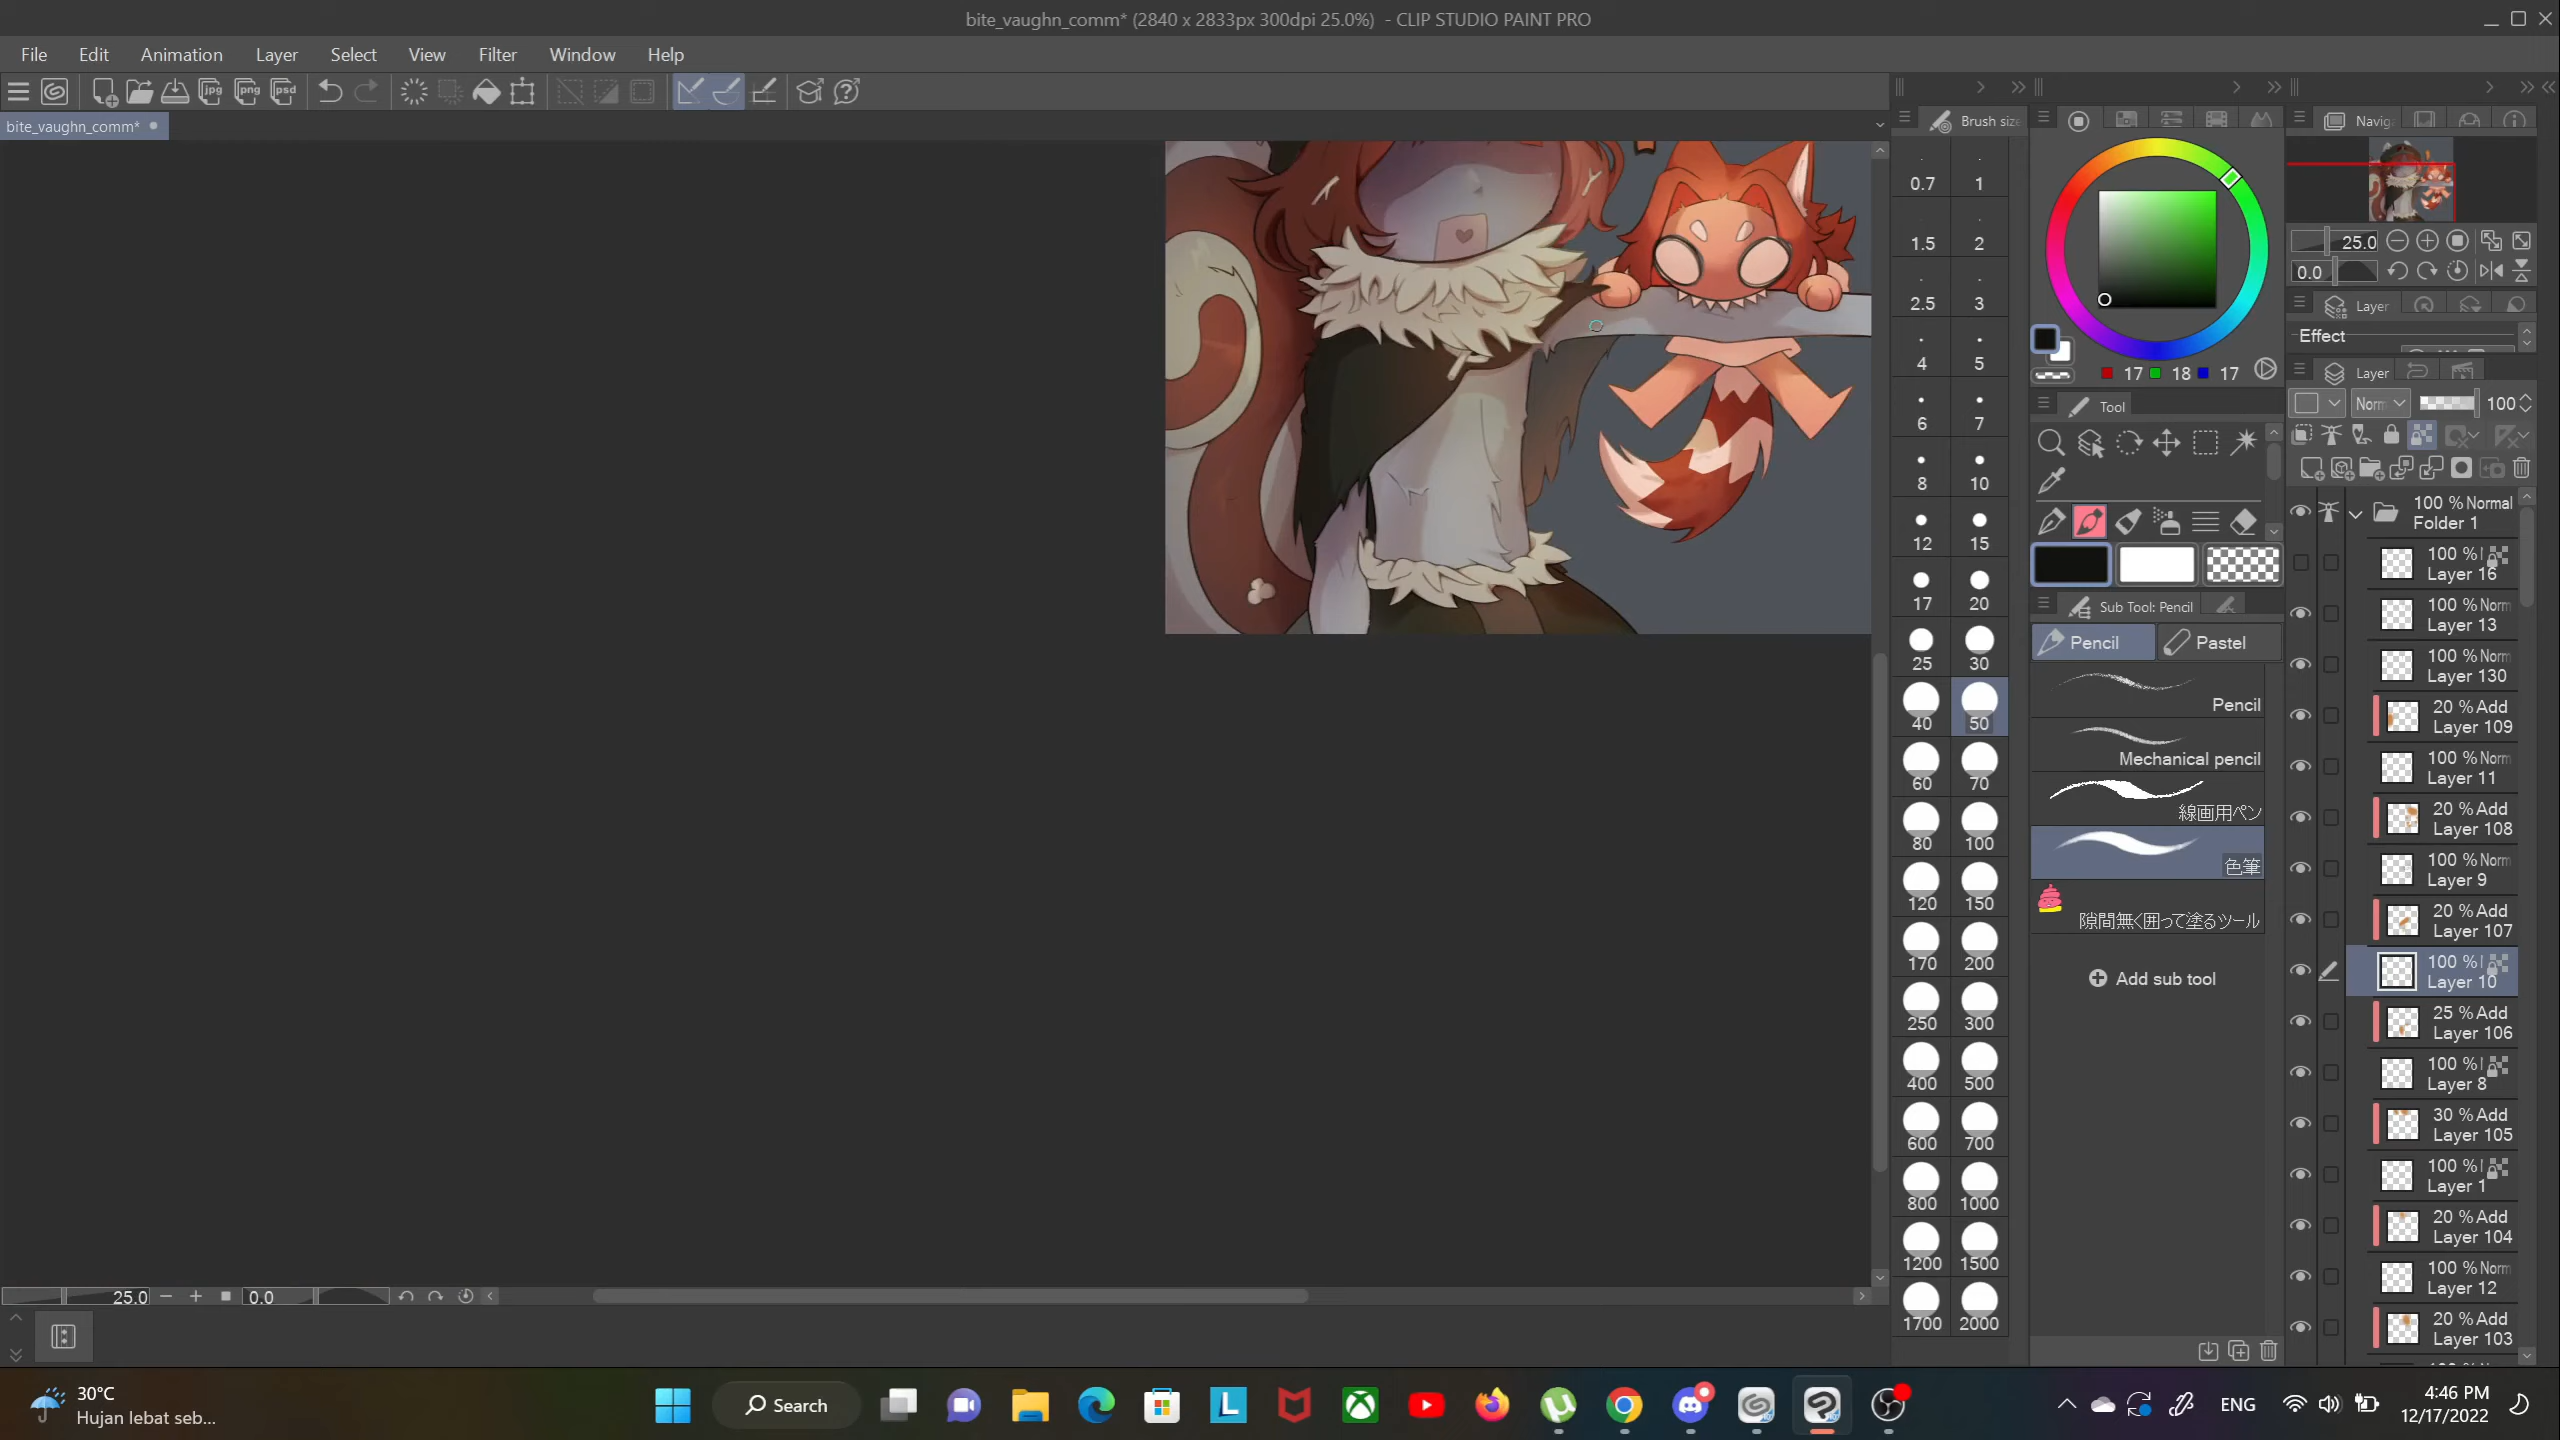 bite_vaughn_comm* (2840 x 2833px 300dpi 25.0%) - CLIP STUDIO PAINT PRO
File Edit Animation Layer Select View Filter Window Help
jpg png psd
bite_vaughn_comm*
Brush size
0.7 1
1.5 2
2.5 3
4 5
6 7
8 10
12 15
17 20
25 30
40 50
60 70
80 100
120 150
170 200
250 300
400 500
600 700
800 1000
1200 1500
1700 2000
17 18 17
Tool
Sub Tool: Pencil
Pencil Pastel
Pencil
Mechanical pencil
線画用ペン
色筆
隙間無く囲って塗るツール
Add sub tool
Navig
25.0
0.0
Layer
Effect
Layer
Norm 100
100 % Normal
Folder 1
100 %
Layer 16
100 % Norm
Layer 13
100 % Norm
Layer 130
20 % Add
Layer 109
100 % Norm
Layer 11
20 % Add
Layer 108
100 % Norm
Layer 9
20 % Add
Layer 107
100 %
Layer 10
25 % Add
Layer 106
100 %
Layer 8
30 % Add
Layer 105
100 %
Layer 1
20 % Add
Layer 104
100 % Norm
Layer 12
20 % Add
Layer 103
25.0 0.0
30°C
Hujan lebat seb...
Search
L
ENG
4:46 PM
12/17/2022